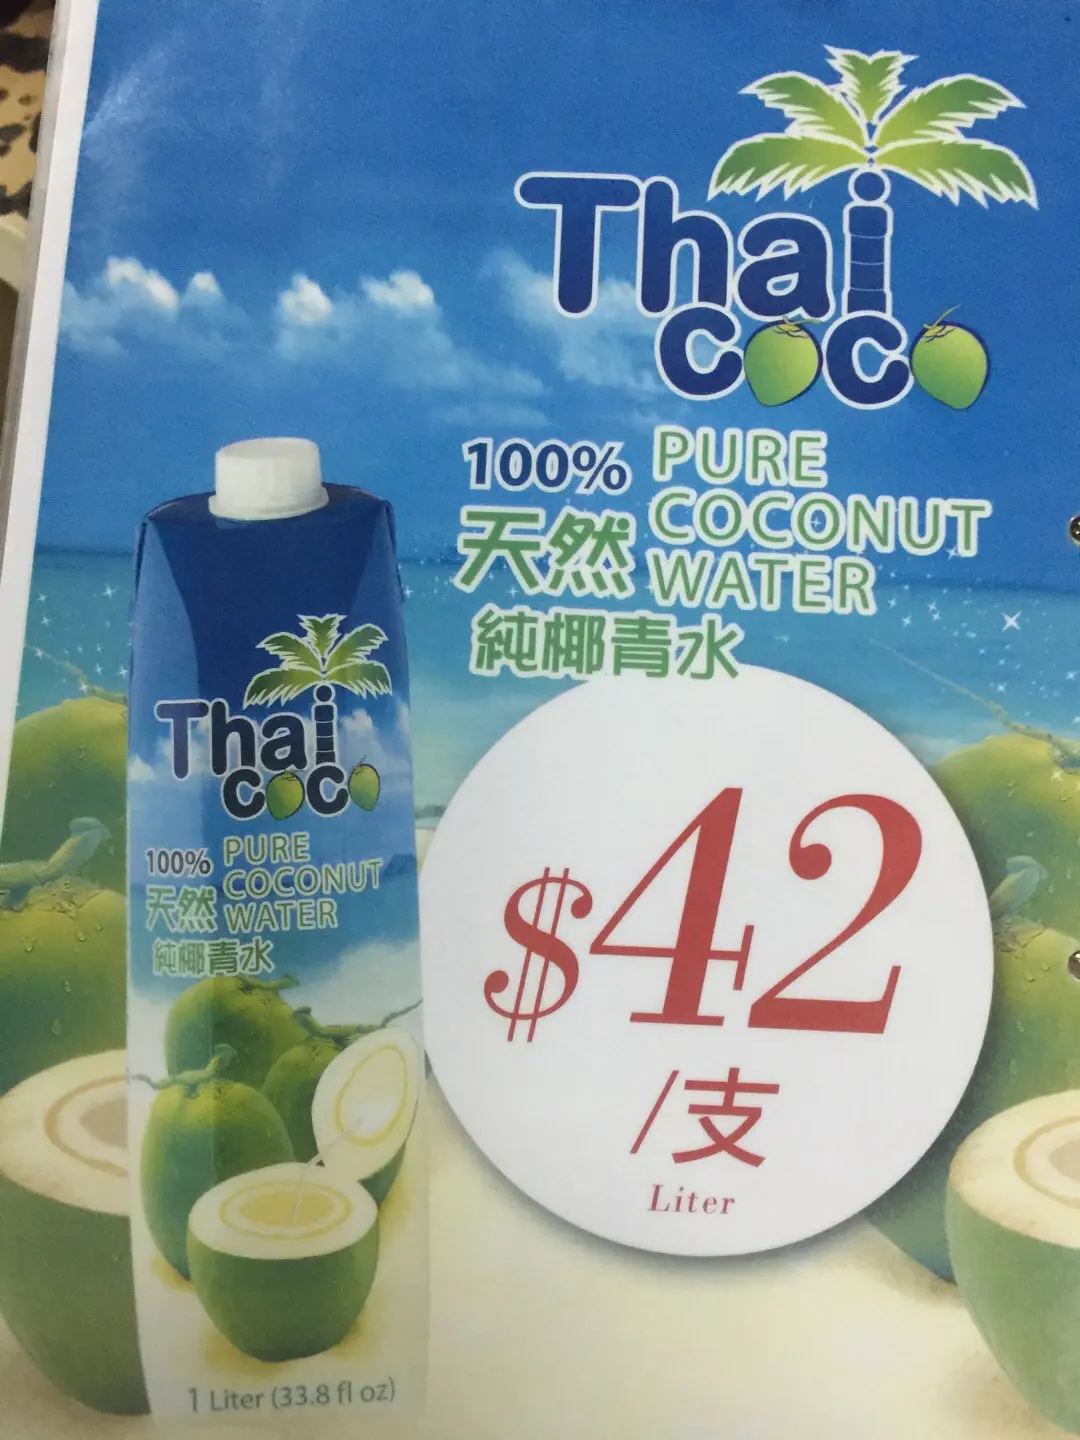 Thai
coco
100% PURE
COCONUT
天然 WATER
純椰青水
Thai
coco
100% PURE
COCONUT
天然 WATER
純椰青水
$42
/支
Liter
1 Liter (33.8 fl oz)